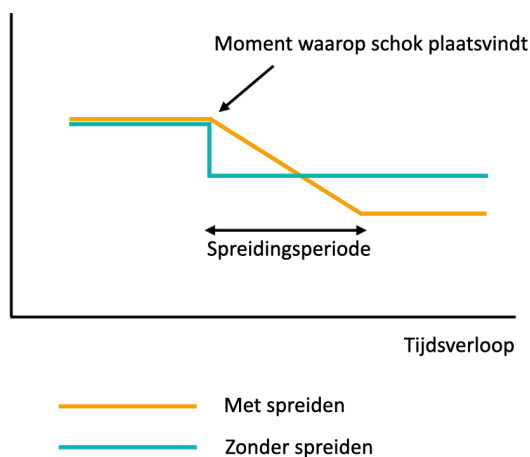 Moment waarop schok plaatsvindt
Spreidingsperiode
Tijdsverloop
Met spreiden
Zonder spreiden